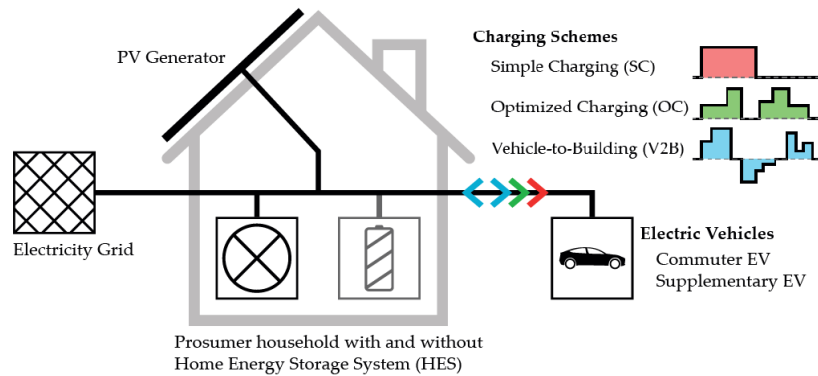 PV Generator
Charging Schemes
Simple Charging (SC)
Optimized Charging (OC)
Vehicle-to-Building (V2B)
Electricity Grid
Electric Vehicles
Commuter EV
Supplementary EV
Prosumer household with and without
Home Energy Storage System (HES)